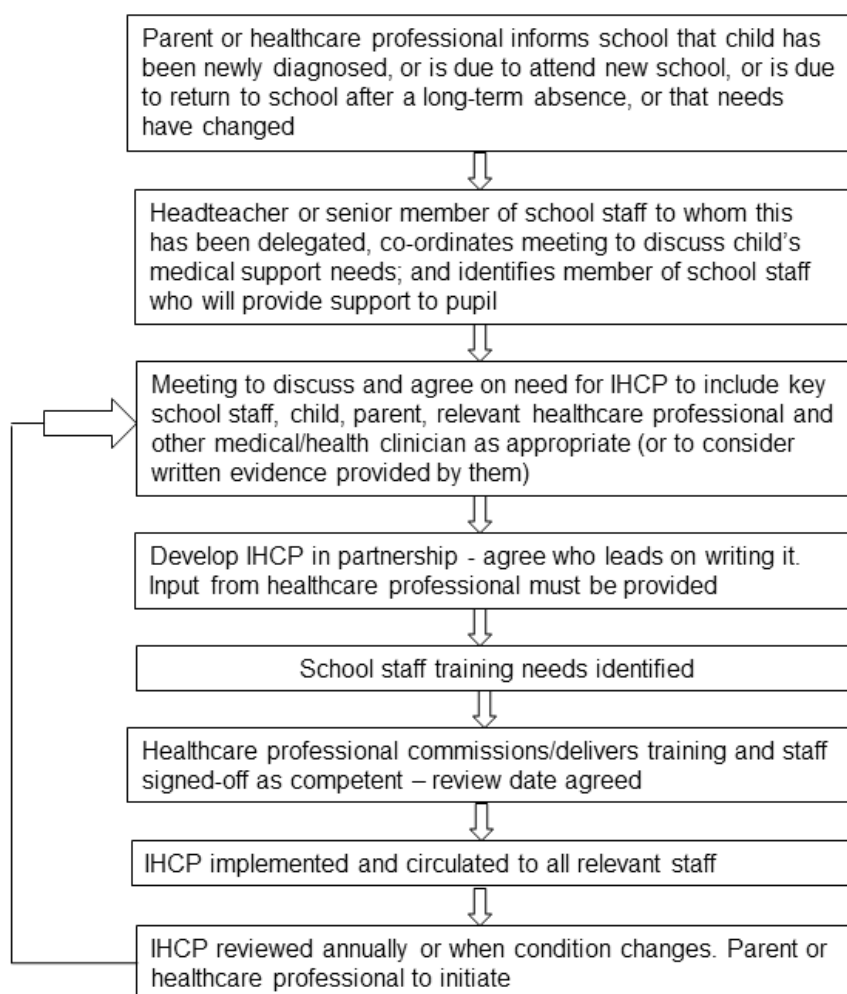 Parent or healthcare professional informs school that child has
been newly diagnosed, or is due to attend new school, or is due
to return to school after a long-term absence, or that needs
have changed
Headteacher or senior member of school staff to whom this
has been delegated, co-ordinates meeting to discuss child's
medical support needs; and identifies member of school staff
who will provide support to pupil
Meeting to discuss and agree on need for IHCP to include key
school staff, child, parent, relevant healthcare professional and
other medical/health clinician as appropriate (or to consider
written evidence provided by them)
Develop IHCP in partnership - agree who leads on writing it.
Input from healthcare professional must be provided
School staff training needs identified
Healthcare professional commissions/delivers training and staff
signed-off as competent – review date agreed
IHCP implemented and circulated to all relevant staff
IHCP reviewed annually or when condition changes. Parent or
healthcare professional to initiate